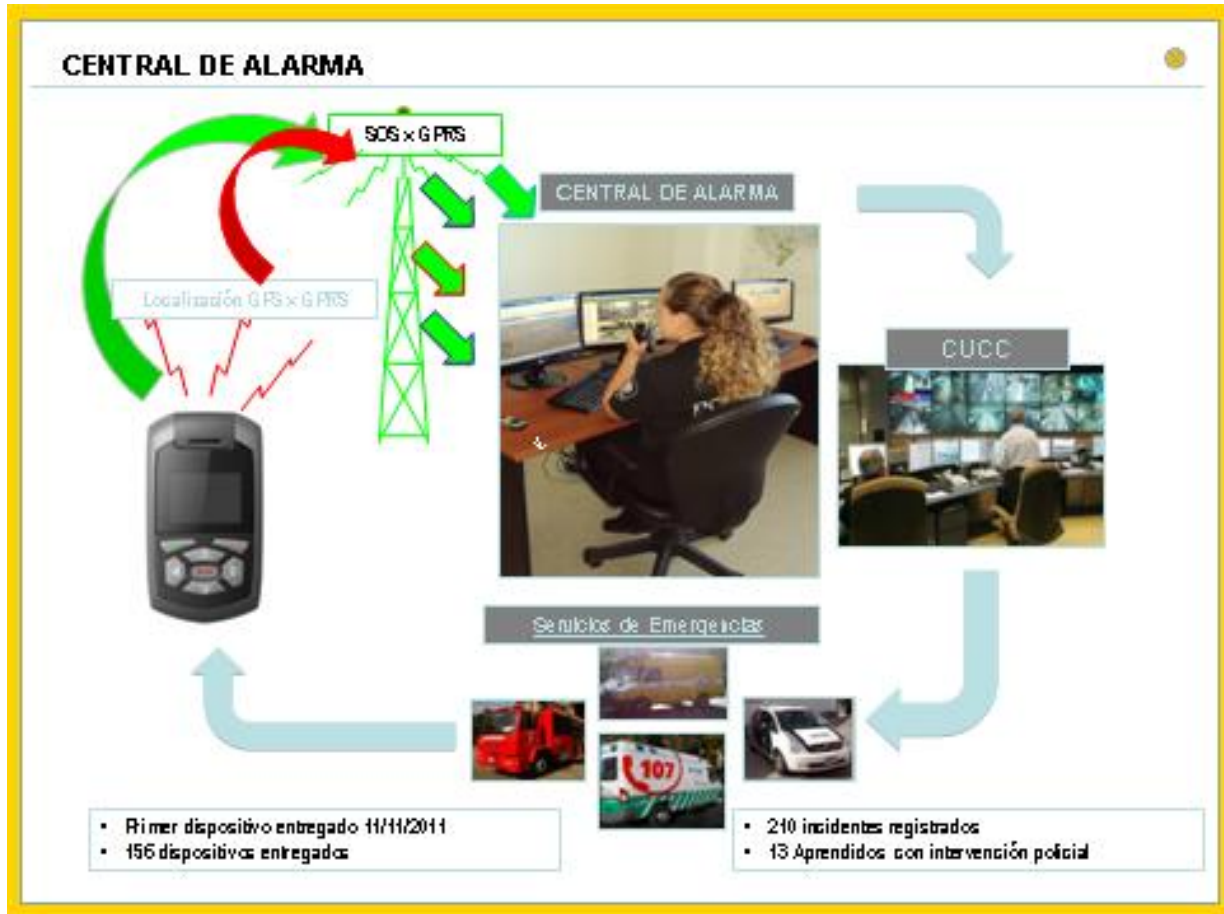 CENTRAL DE ALARMA
SOS x GPRS
CENTRAL DE ALARMA
Localización GPS x GPRS
CUCC
Servicios de Emergencias
107
• Primer dispositivo entregado 11/11/2011
• 156 dispositivos entregados
• 210 incidentes registrados
• 13 Aprendidos con intervención policial